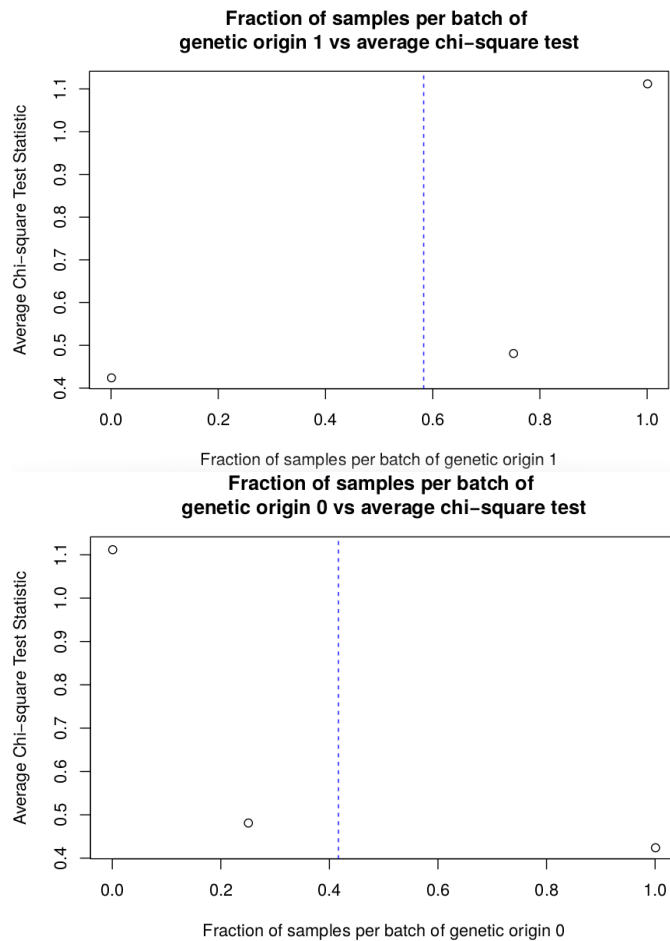 Fraction of samples per batch of
genetic origin 1 vs average chi−square test
Average Chi−square Test Statistic
1.1
1.0
0.9
0.8
0.7
0.6
0.5
0.4
0.0 0.2 0.4 0.6 0.8 1.0
Fraction of samples per batch of genetic origin 1
Fraction of samples per batch of
genetic origin 0 vs average chi−square test
Average Chi−square Test Statistic
1.1
1.0
0.9
0.8
0.7
0.6
0.5
0.4
0.0 0.2 0.4 0.6 0.8 1.0
Fraction of samples per batch of genetic origin 0